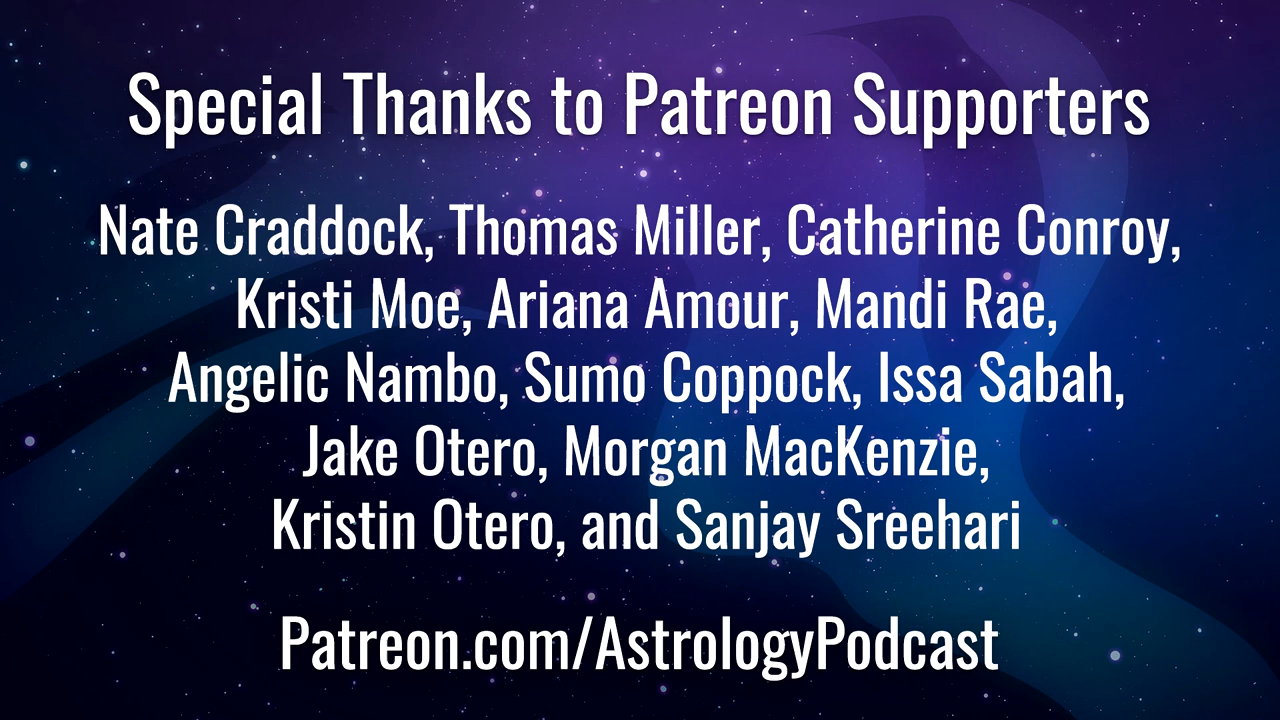 Special Thanks to Patreon Supporters
Nate Craddock, Thomas Miller, Catherine Conroy,
Kristi Moe, Ariana Amour, Mandi Rae,
Angelic Nambo, Sumo Coppock, Issa Sabah,
Jake Otero, Morgan MacKenzie,
Kristin Otero, and Sanjay Sreehari
Patreon.com/AstrologyPodcast